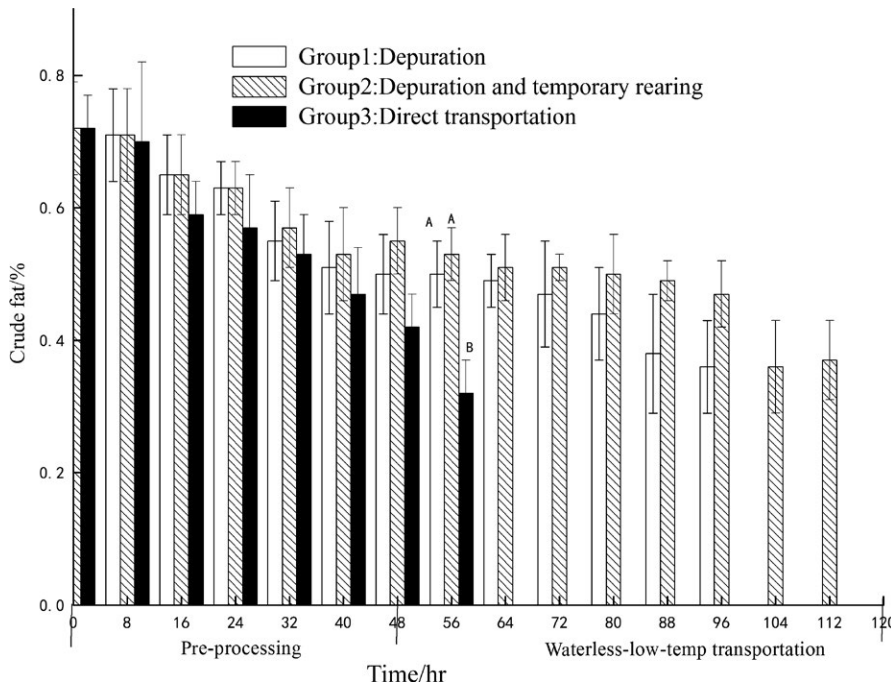 Group1:Depuration
Group2:Depuration and temporary rearing
Group3:Direct transportation
0.8
0.6
0.4
0.2
0.0
Crude fat/%
A A
B
0 8 16 24 32 40 48 56 64 72 80 88 96 104 112 120
Pre-processing Waterless-low-temp transportation
Time/hr